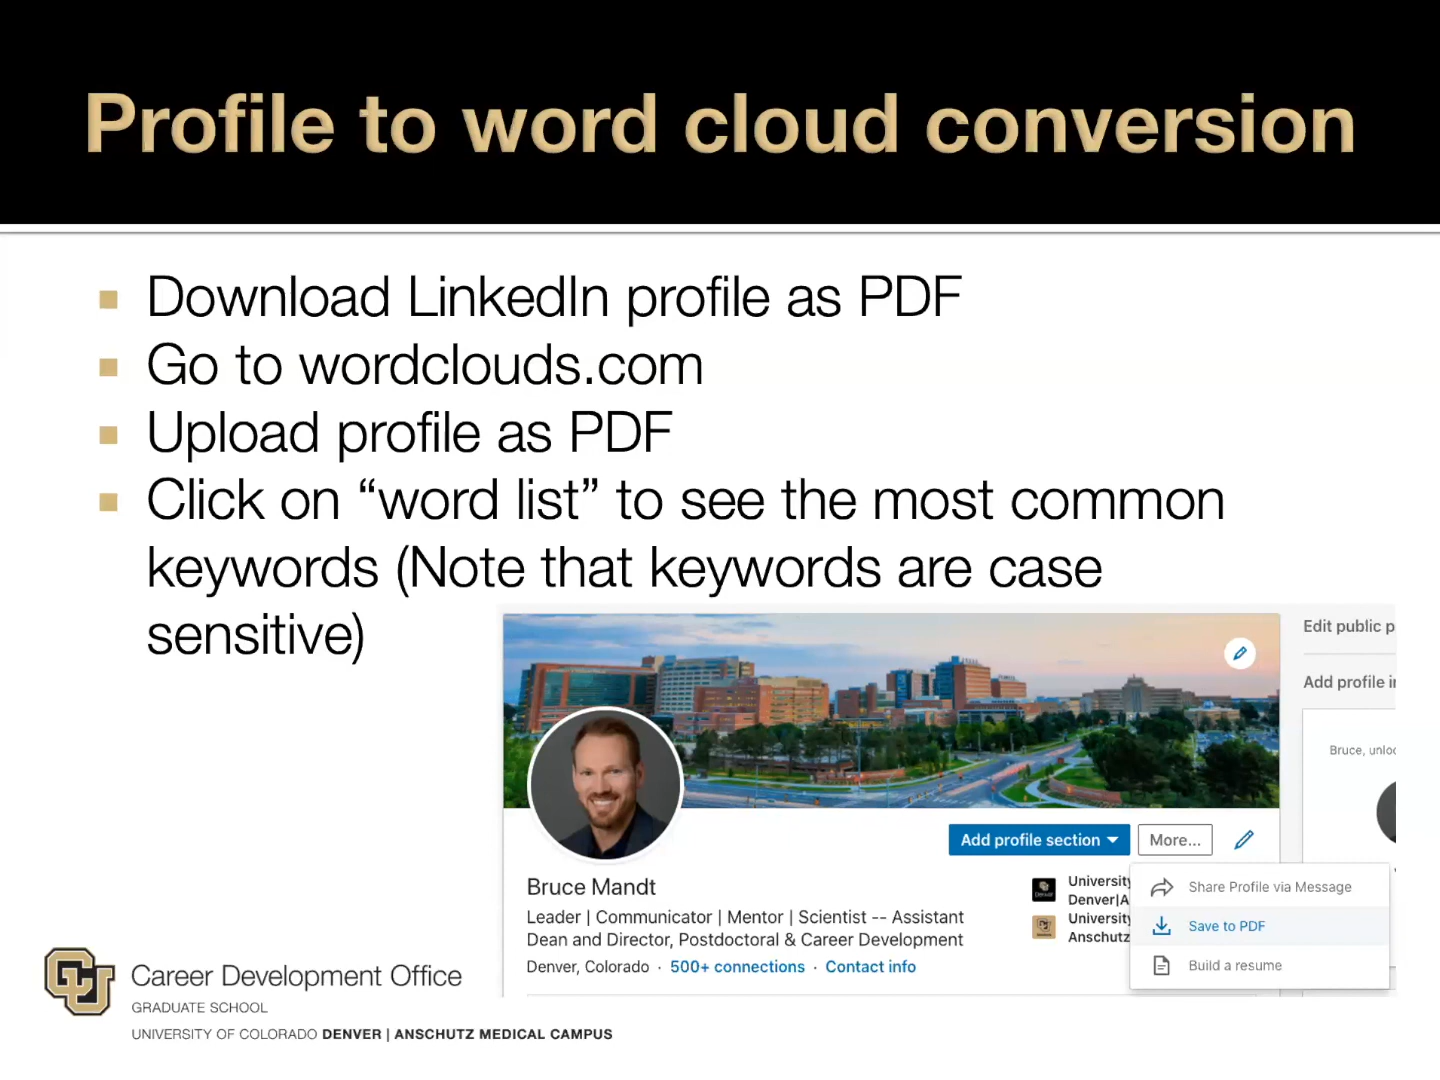 Profile to word cloud conversion
Download LinkedIn profile as PDF
Go to wordclouds.com
Upload profile as PDF
Click on “word list” to see the most common
keywords (Note that keywords are case
sensitive)
Edit public p
Add profile i
Bruce, unlo
Add profile section
More...
Bruce Mandt
Leader | Communicator | Mentor | Scientist -- Assistant
Dean and Director, Postdoctoral & Career Development
Denver, Colorado · 500+ connections · Contact info
University
Denver|A
University
Anschutz
Share Profile via Message
Save to PDF
Build a resume
CU
Career Development Office
GRADUATE SCHOOL
UNIVERSITY OF COLORADO DENVER | ANSCHUTZ MEDICAL CAMPUS